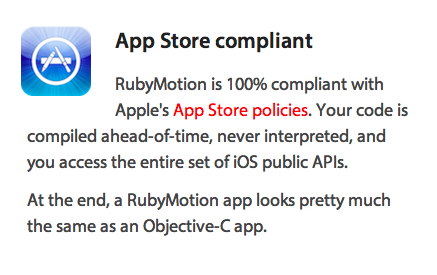 App Store compliant
RubyMotion is 100% compliant with
Apple's App Store policies. Your code is
compiled ahead-of-time, never interpreted, and
you access the entire set of iOS public APIs.
At the end, a RubyMotion app looks pretty much
the same as an Objective-C app.